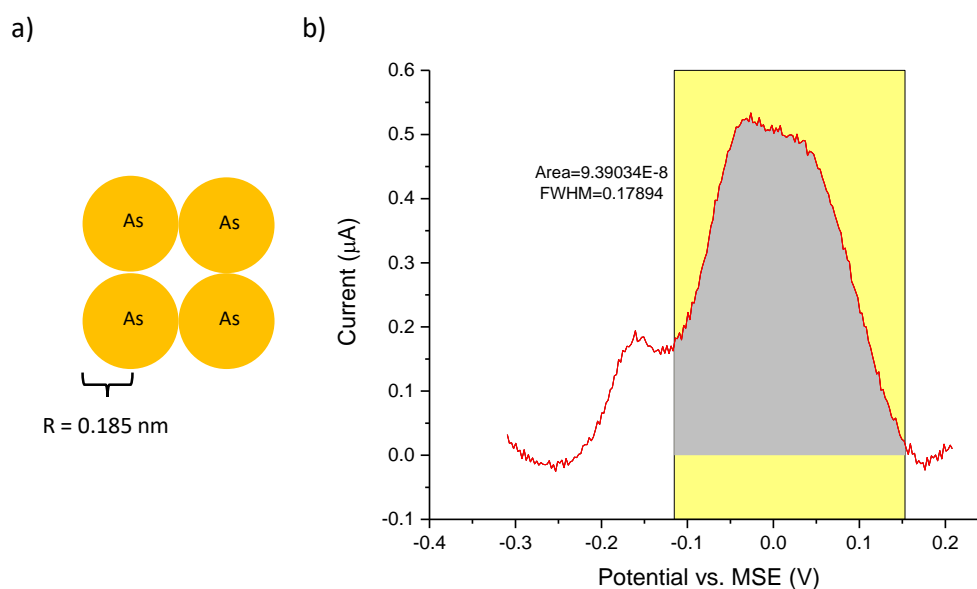 a)
As As
As As
R = 0.185 nm
b)
0.6
0.5
0.4
0.3
0.2
0.1
0.0
-0.1
Current (μA)
Area=9.39034E-8
FWHM=0.17894
-0.4 -0.3 -0.2 -0.1 0.0 0.1 0.2
Potential vs. MSE (V)